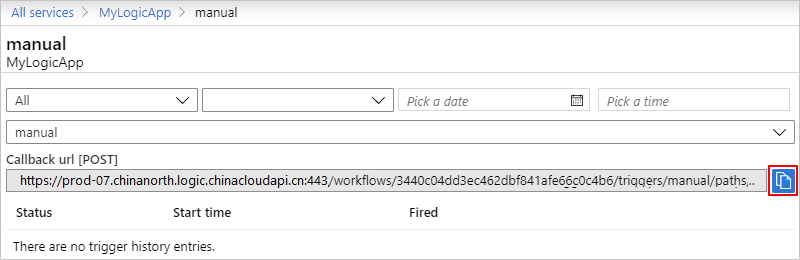 All services > MyLogicApp > manual
manual
MyLogicApp
All Pick a date Pick a time
manual
Callback url [POST]
https://prod-07.chinanorth.logic.chinacloudapi.cn:443/workflows/3440c04dd3ec462dbf841afe66c0c4b6/triggers/manual/paths,..
Status Start time Fired
There are no trigger history entries.